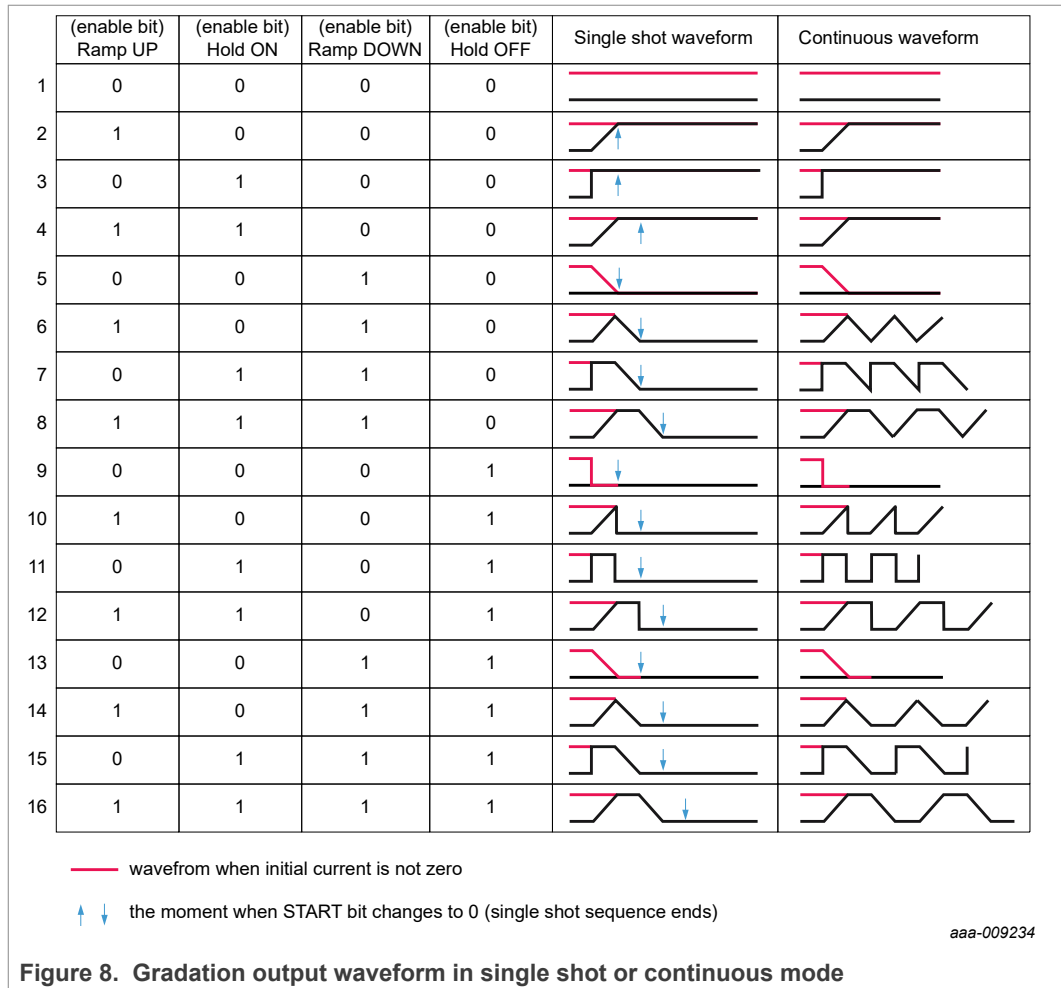 (enable bit) Ramp UP (enable bit) Hold ON (enable bit) Ramp DOWN (enable bit) Hold OFF Single shot waveform Continuous waveform
1 0 0 0 0
2 1 0 0 0
3 0 1 0 0
4 1 1 0 0
5 0 0 1 0
6 1 0 1 0
7 0 1 1 0
8 1 1 1 0
9 0 0 0 1
10 1 0 0 1
11 0 1 0 1
12 1 1 0 1
13 0 0 1 1
14 1 0 1 1
15 0 1 1 1
16 1 1 1 1
wavefrom when initial current is not zero
the moment when START bit changes to 0 (single shot sequence ends)
aaa-009234
Figure 8. Gradation output waveform in single shot or continuous mode